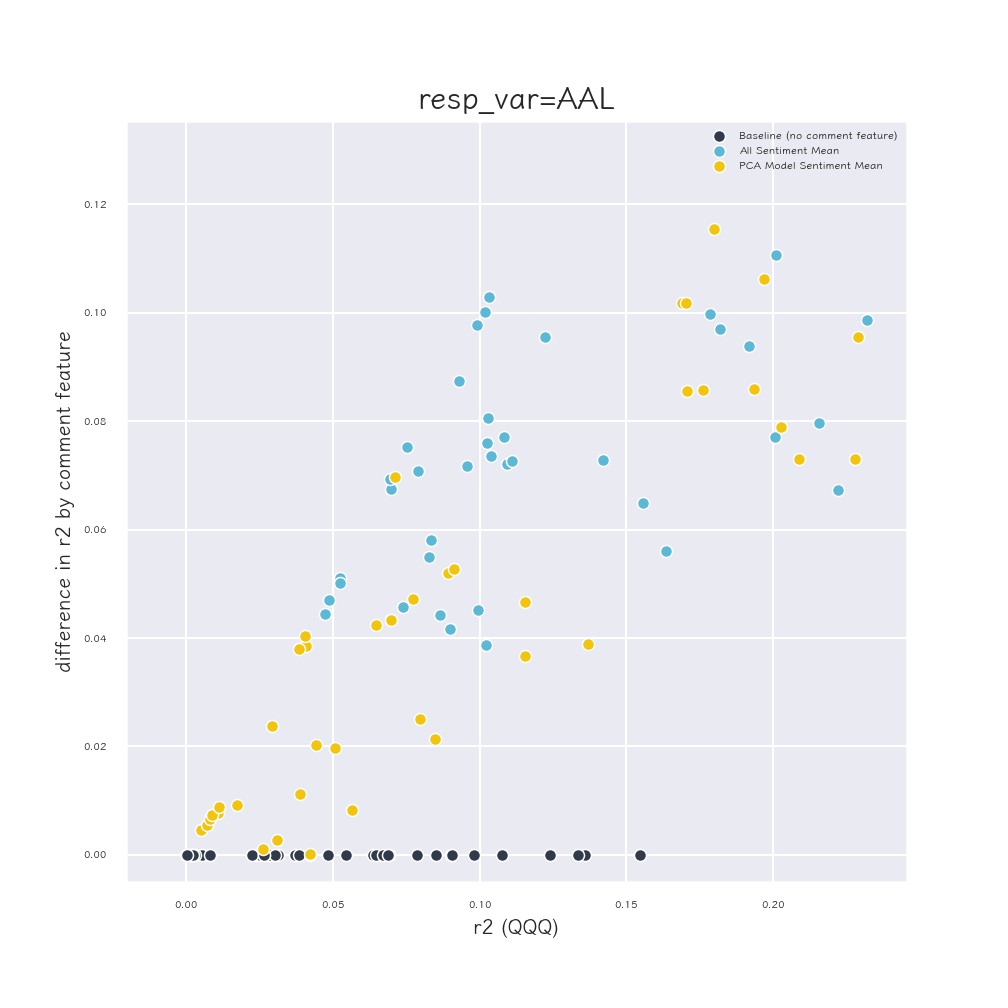 resp_var=AAL
Baseline (no comment feature)
All Sentiment Mean
PCA Model Sentiment Mean
difference in r2 by comment feature
0.12
0.10
0.08
0.06
0.04
0.02
0.00
0.00 0.05 0.10 0.15 0.20
r2 (QQQ)